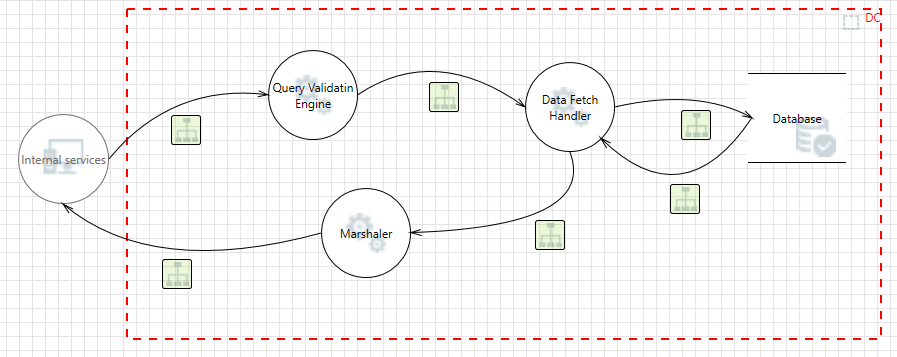 DC
Query Validatin
Engine
Data Fetch
Handler
Database
Internal services
Marshaler